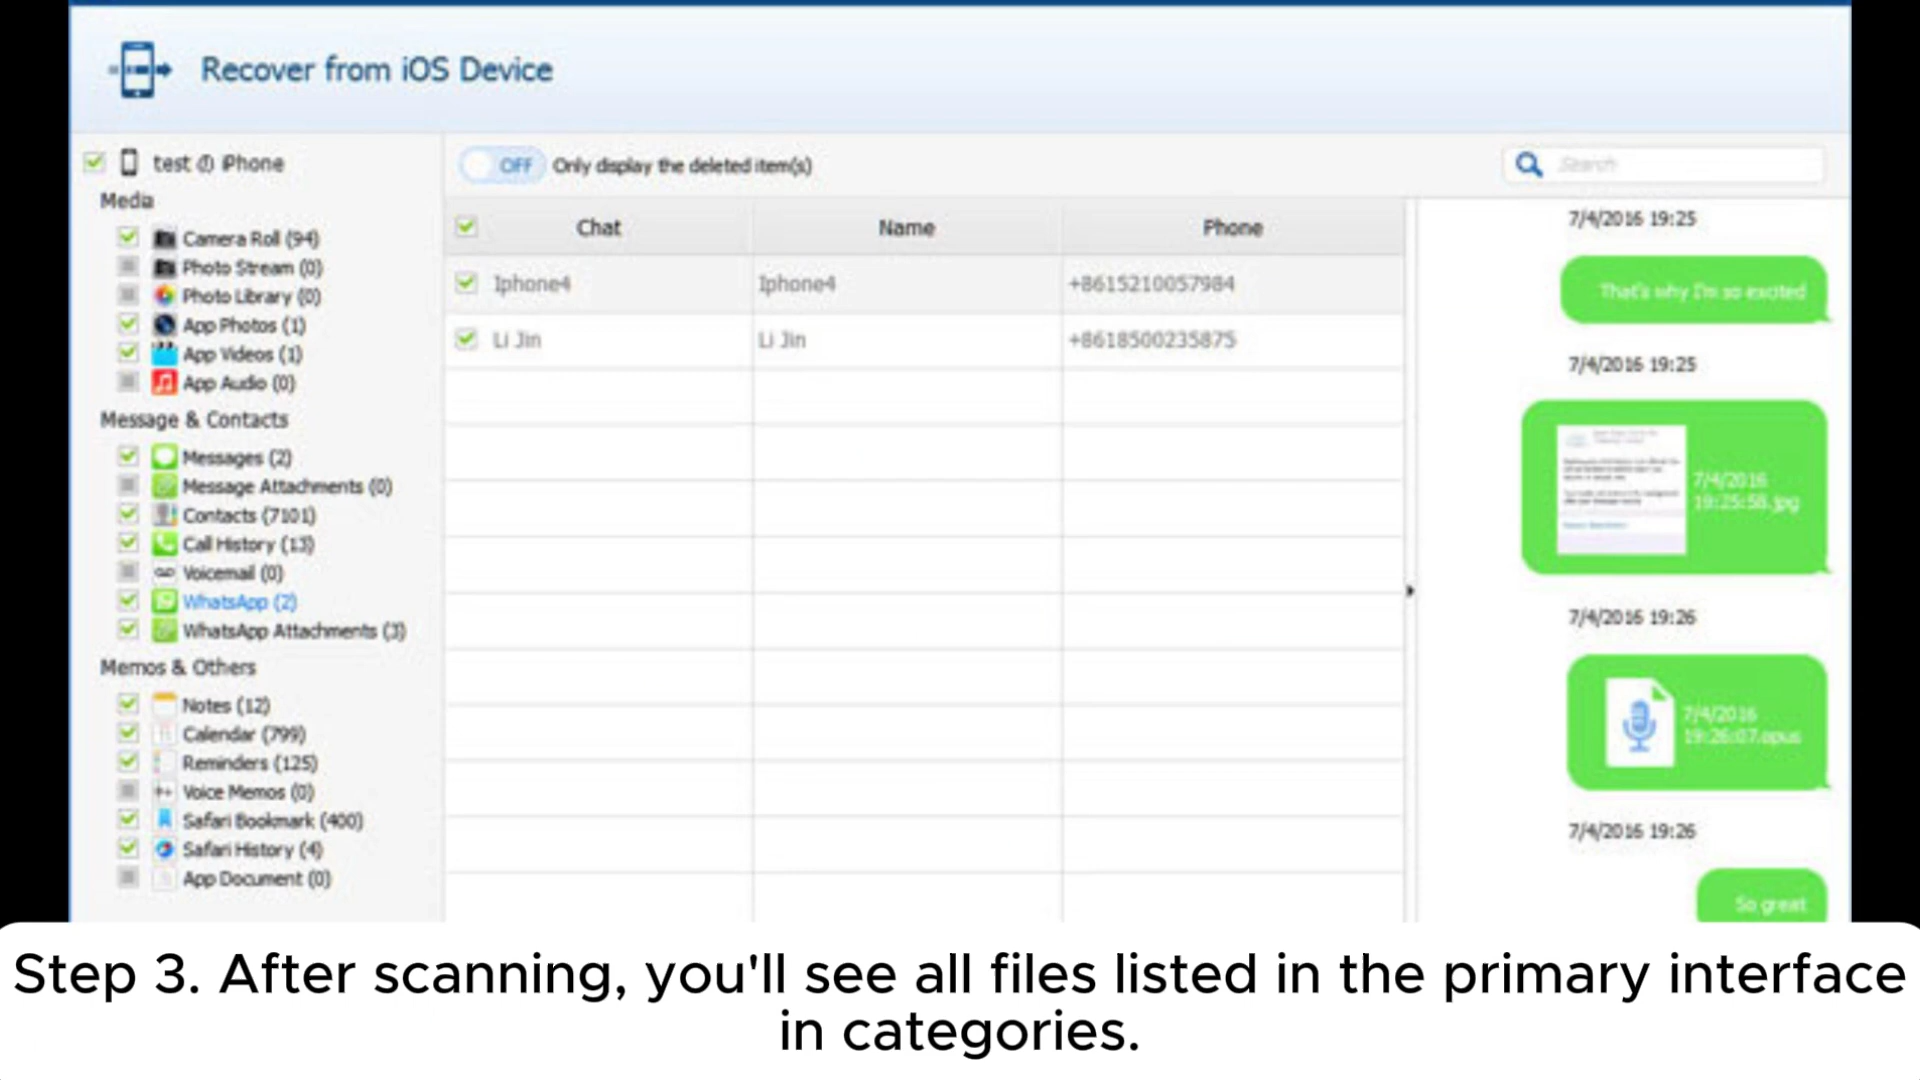 Recover from iOS Device
test的 iPhone
OFF Only display the deleted item(s)
Search
Media
Camera Roll (94)
Photo Stream (0)
Photo Library (0)
App Photos (1)
App Videos (1)
App Audio (0)
Message & Contacts
Messages (2)
Message Attachments (0)
Contacts (7101)
Call History (13)
Voicemail (0)
WhatsApp (2)
WhatsApp Attachments (3)
Memos & Others
Notes (12)
Calendar (799)
Reminders (125)
Voice Memos (0)
Safari Bookmark (400)
Safari History (4)
App Document (0)
Chat Name Phone
Iphone4 Iphone4 +8615210057984
Li Jin Li Jin +8618500235875
7/4/2016 19:25
That's why I'm so excited
7/4/2016 19:25
7/4/2016
19:25:58.jpg
7/4/2016 19:26
7/4/2016
19:26:07.opus
7/4/2016 19:26
So great
Step 3. After scanning, you'll see all files listed in the primary interface
in categories.